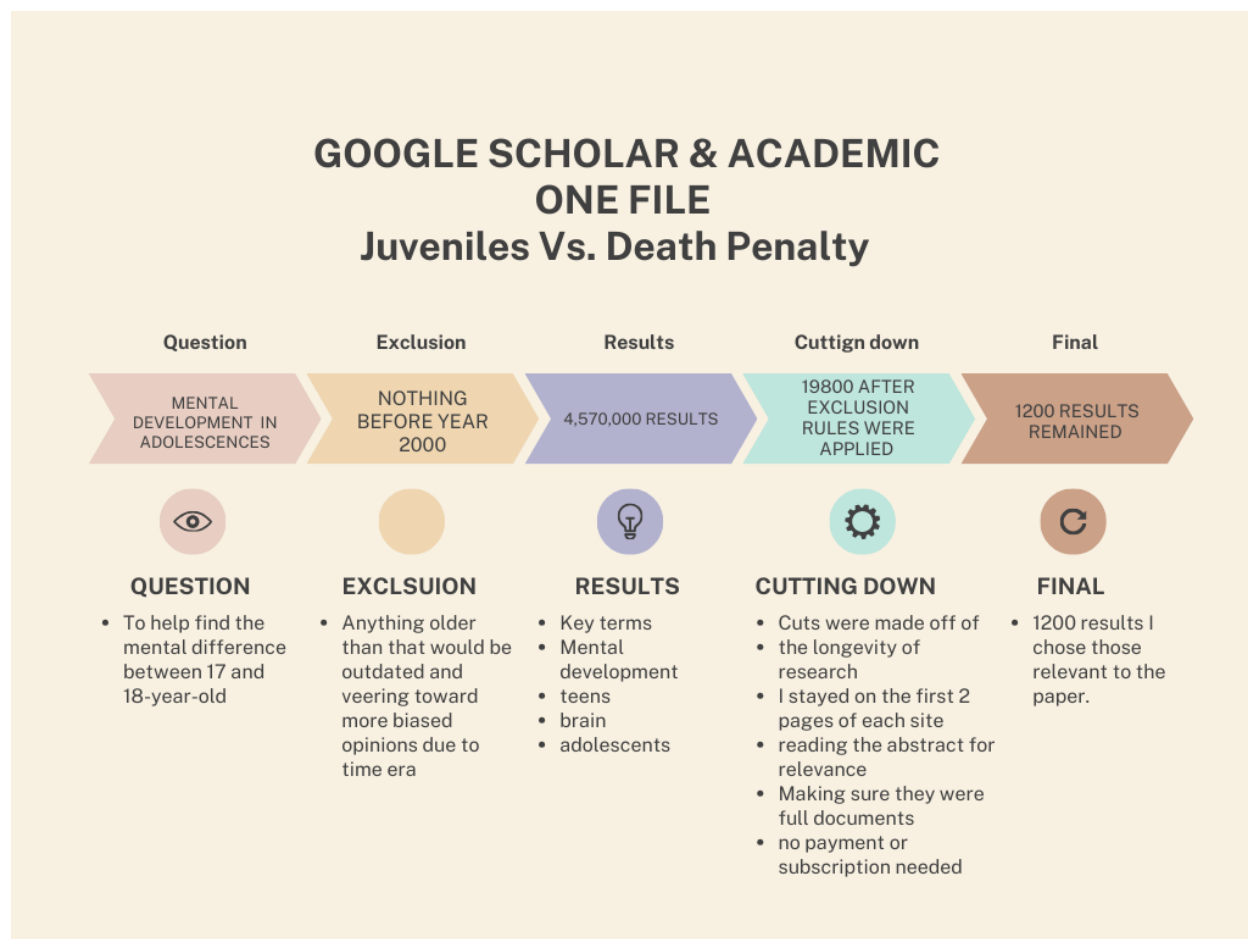 GOOGLE SCHOLAR & ACADEMIC
ONE FILE
Juveniles Vs. Death Penalty
Question
Exclusion
Results
Cuttign down
Final
MENTAL
DEVELOPMENT IN
ADOLESCENCES
NOTHING
BEFORE YEAR
2000
4,570,000 RESULTS
19800 AFTER
EXCLUSION
RULES WERE
APPLIED
1200 RESULTS
REMAINED
QUESTION
• To help find the
mental difference
between 17 and
18-year-old
EXCLSUION
• Anything older
than that would be
outdated and
veering toward
more biased
opinions due to
time era
RESULTS
• Key terms
• Mental
development
• teens
• brain
• adolescents
CUTTING DOWN
• Cuts were made off of
• the longevity of
research
• I stayed on the first 2
pages of each site
• reading the abstract for
relevance
• Making sure they were
full documents
• no payment or
subscription needed
FINAL
• 1200 results I
chose those
relevant to the
paper.